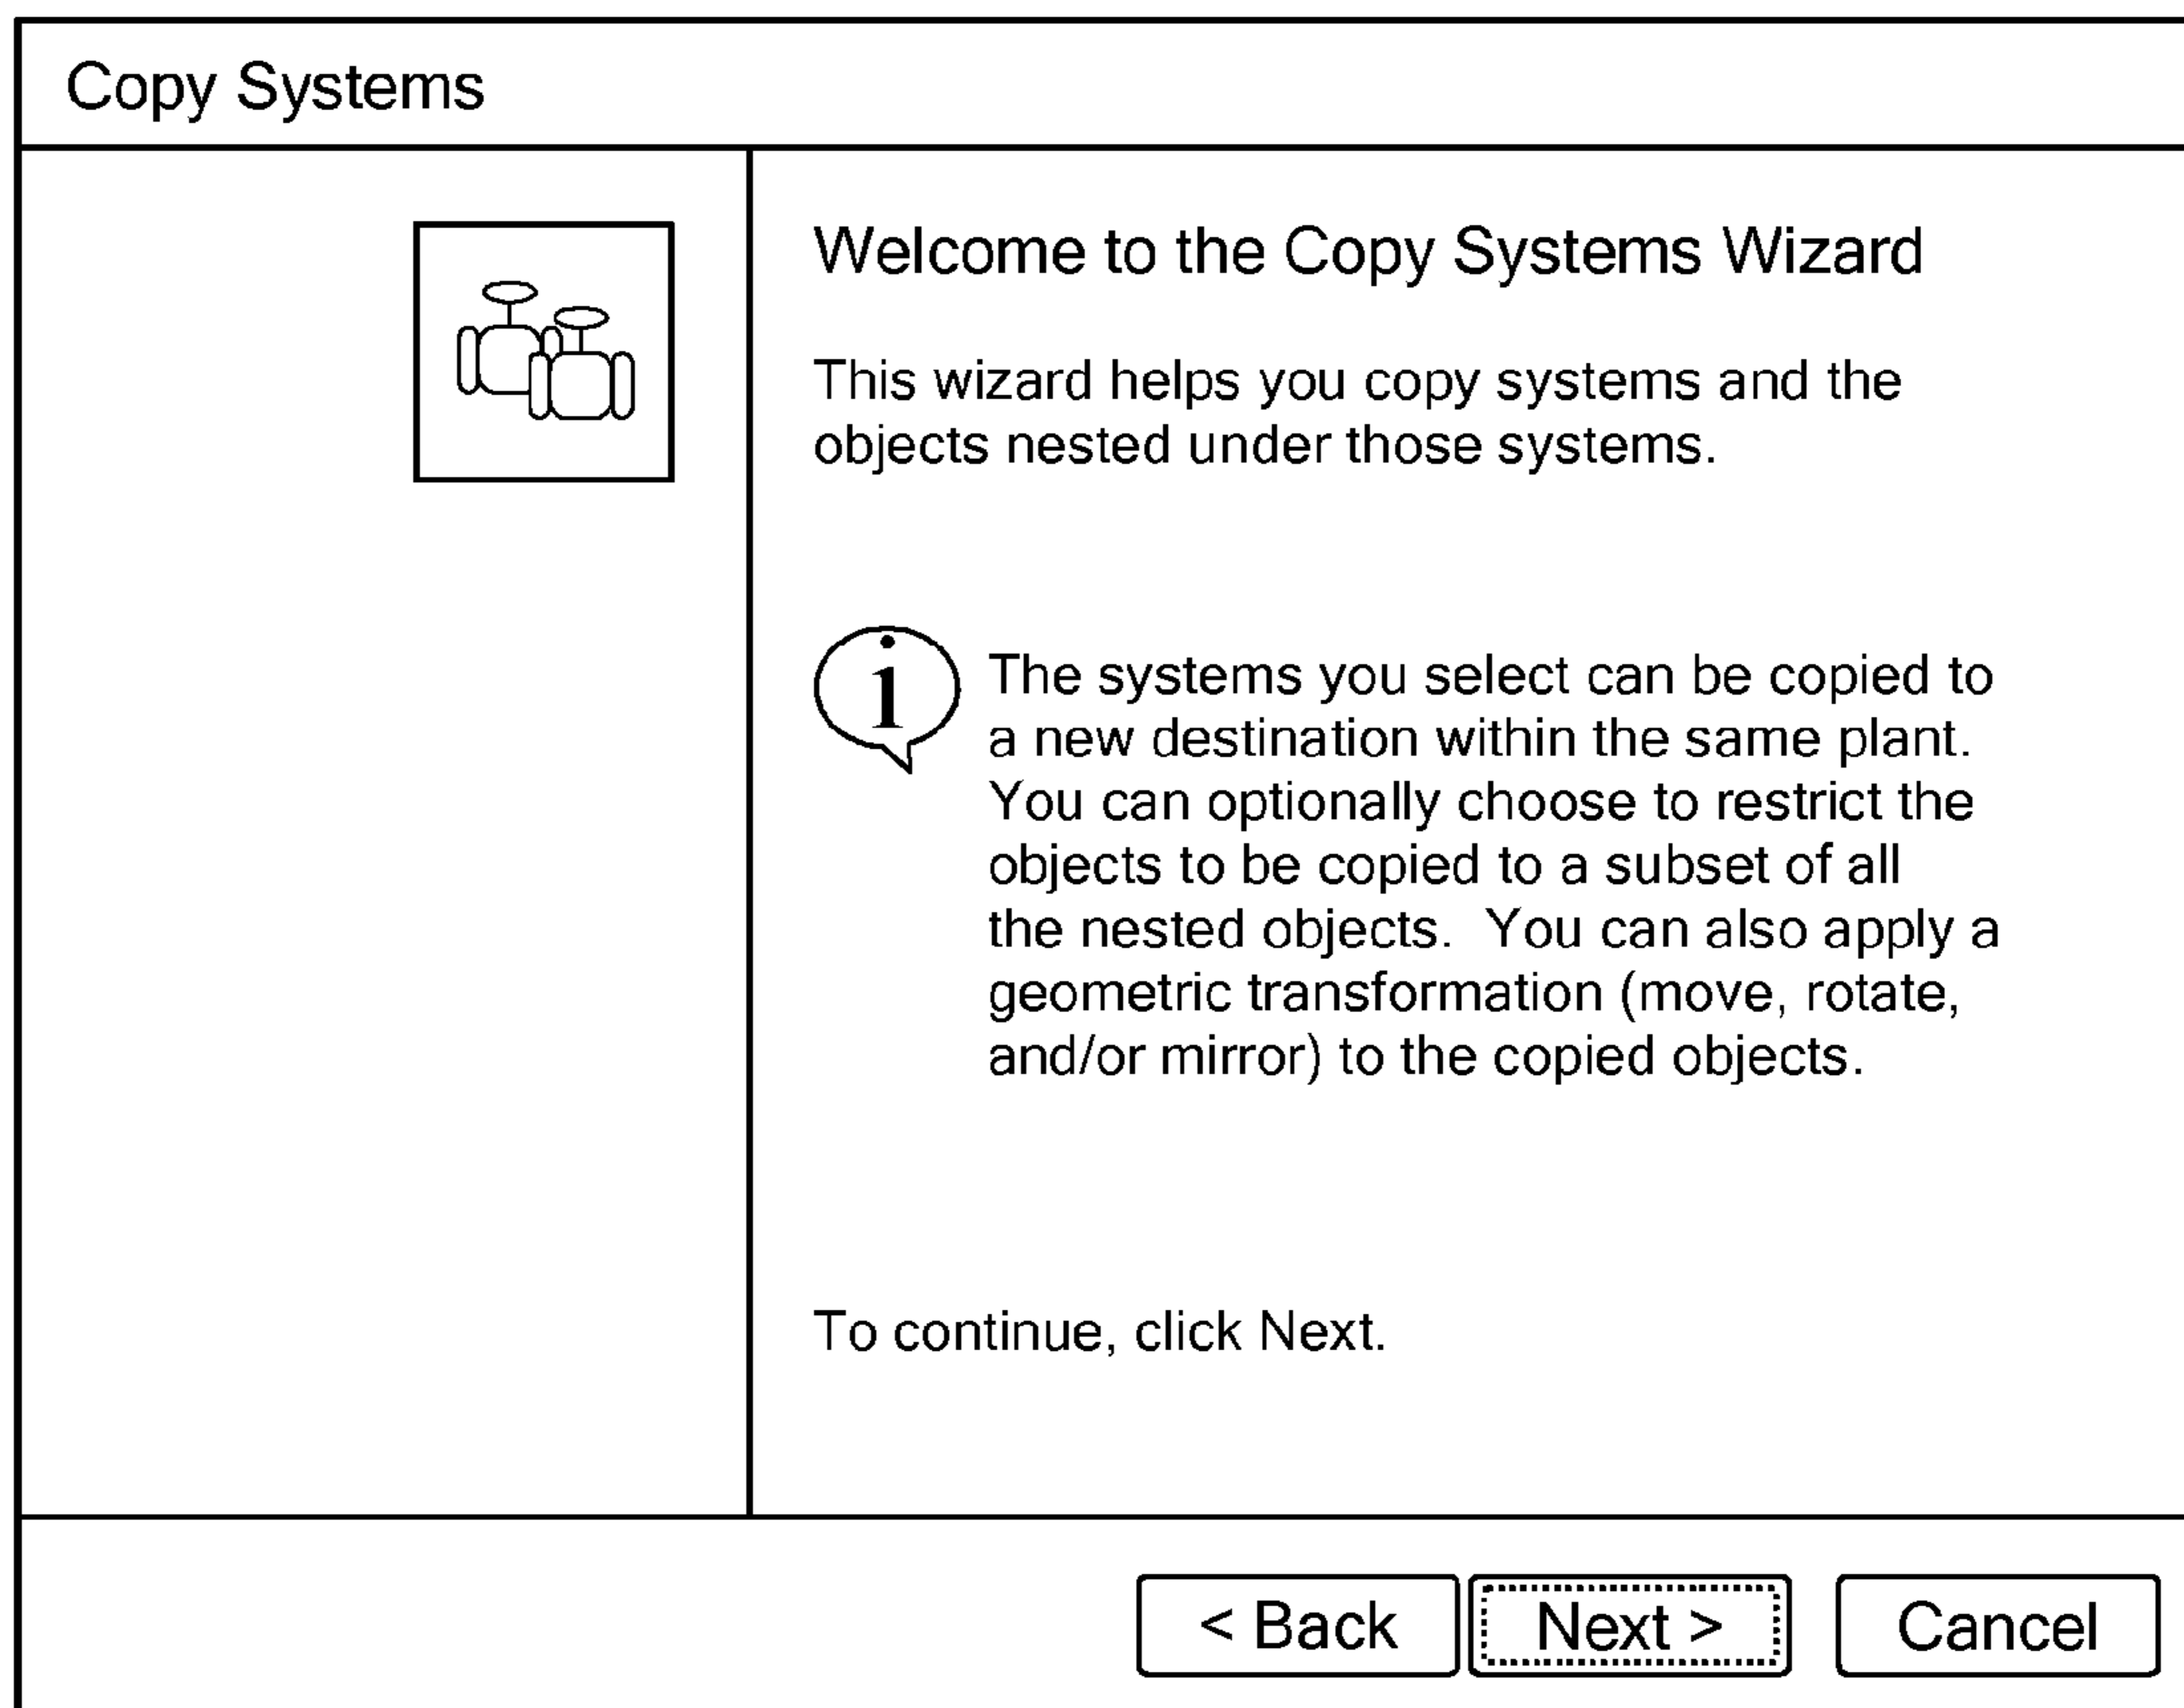 Copy Systems
Welcome to the Copy Systems Wizard
This wizard helps you copy systems and the
objects nested under those systems.
i
The systems you select can be copied to
a new destination within the same plant.
You can optionally choose to restrict the
objects to be copied to a subset of all
the nested objects.  You can also apply a
geometric transformation (move, rotate,
and/or mirror) to the copied objects.
To continue, click Next.
< Back
Next >
Cancel